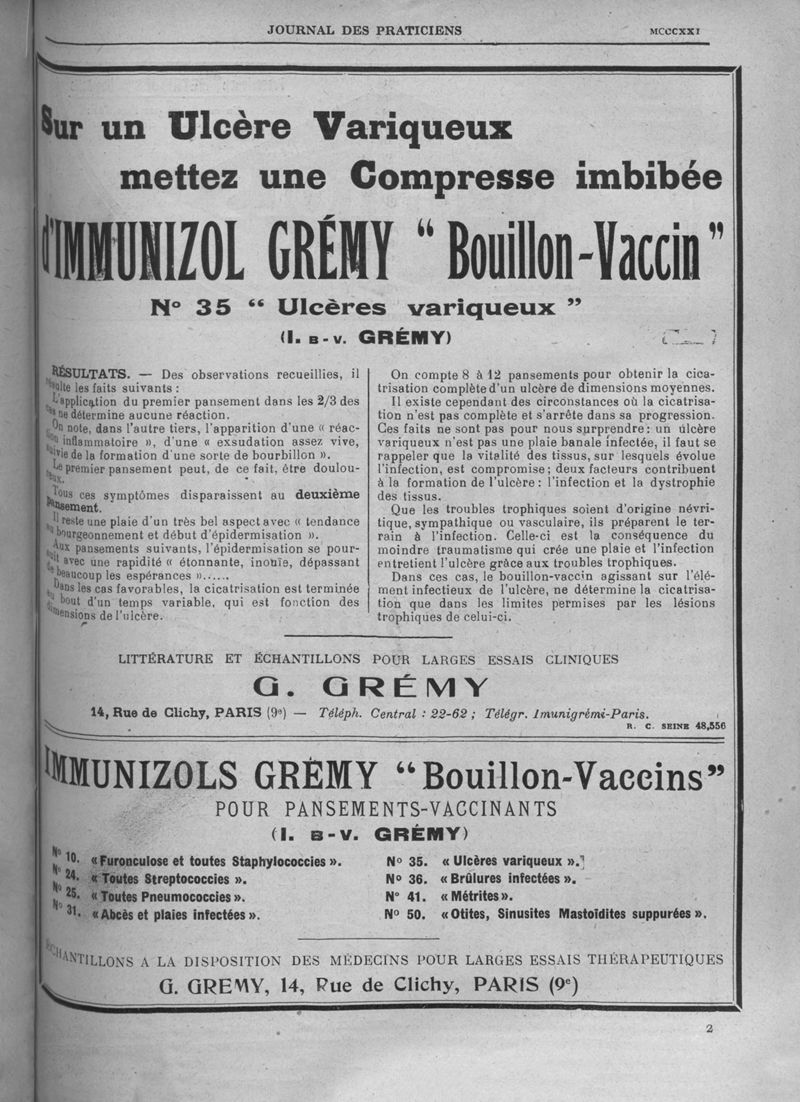 JOURNAL DES PRATICIENS
MCCCXXI
Sur un Ulcère Variqueux
mettez une Compresse imbibée
d'IMMUNIZOL GRÉMY “ Bouillon-Vaccin ”
No 35 “ Ulcères variqueux ”
(I. B-V. GRÉMY)
RÉSULTATS. — Des observations recueillies, il
résulte les faits suivants :
L'application du premier pansement dans les 2/3 des
cas ne détermine aucune réaction.
On note, dans l'autre tiers, l'apparition d'une « réac-
tion inflammatoire », d'une « exsudation assez vive,
suivie de la formation d'une sorte de bourbillon ».
Le premier pansement peut, de ce fait, être doulou-
reux.
Tous ces symptômes disparaissent au deuxième
pansement.
Il reste une plaie d'un très bel aspect avec « tendance
au bourgeonnement et début d'épidermisation ».
Aux pansements suivants, l'épidermisation se pour-
suit avec une rapidité « étonnante, inouïe, dépassant
de beaucoup les espérances »......
Dans les cas favorables, la cicatrisation est terminée
au bout d'un temps variable, qui est fonction des
dimensions de l'ulcère.
On compte 8 à 12 pansements pour obtenir la cica-
trisation complète d'un ulcère de dimensions moyennes.
Il existe cependant des circonstances où la cicatrisa-
tion n'est pas complète et s'arrête dans sa progression.
Ces faits ne sont pas pour nous surprendre: un ulcère
variqueux n'est pas une plaie banale infectée, il faut se
rappeler que la vitalité des tissus, sur lesquels évolue
l'infection, est compromise; deux facteurs contribuent
à la formation de l'ulcère: l'infection et la dystrophie
des tissus.
Que les troubles trophiques soient d'origine névri-
tique, sympathique ou vasculaire, ils préparent le ter-
rain à l'infection. Celle-ci est la conséquence du
moindre traumatisme qui crée une plaie et l'infection
entretient l'ulcère grâce aux troubles trophiques.
Dans ces cas, le bouillon-vaccin agissant sur l'élé-
ment infectieux de l'ulcère, ne détermine la cicatrisa-
tion que dans les limites permises par les lésions
trophiques de celui-ci.
LITTÉRATURE ET ÉCHANTILLONS POUR LARGES ESSAIS CLINIQUES
G. GRÉMY
14, Rue de Clichy, PARIS (9e) — Téléph. Central : 22-62 ; Télégr. Imunigrémi-Paris.
R. C. SEINE 48,556
IMMUNIZOLS GRÉMY “ Bouillon-Vaccins”
POUR PANSEMENTS-VACCINANTS
(I. B-V. GRÉMY)
No 10. « Furonculose et toutes Staphylococcies ».
No 24. « Toutes Streptococcies ».
No 25. « Toutes Pneumococcies ».
No 31. « Abcès et plaies infectées ».
No 35. « Ulcères variqueux ».
No 36. « Brûlures infectées ».
No 41. « Métrites ».
No 50. « Otites, Sinusites Mastoïdites suppurées ».
ECHANTILLONS A LA DISPOSITION DES MÉDECINS POUR LARGES ESSAIS THÉRAPEUTIQUES
G. GREMY, 14, Rue de Clichy, PARIS (9e)
2